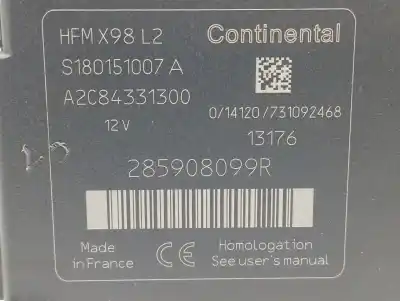 HFM X98 L2 Continental
S180151007 A
A2C84331300
0/14120/731092468
12V
13176
285908099R
Made in France
CE
Homologation
See user's manual